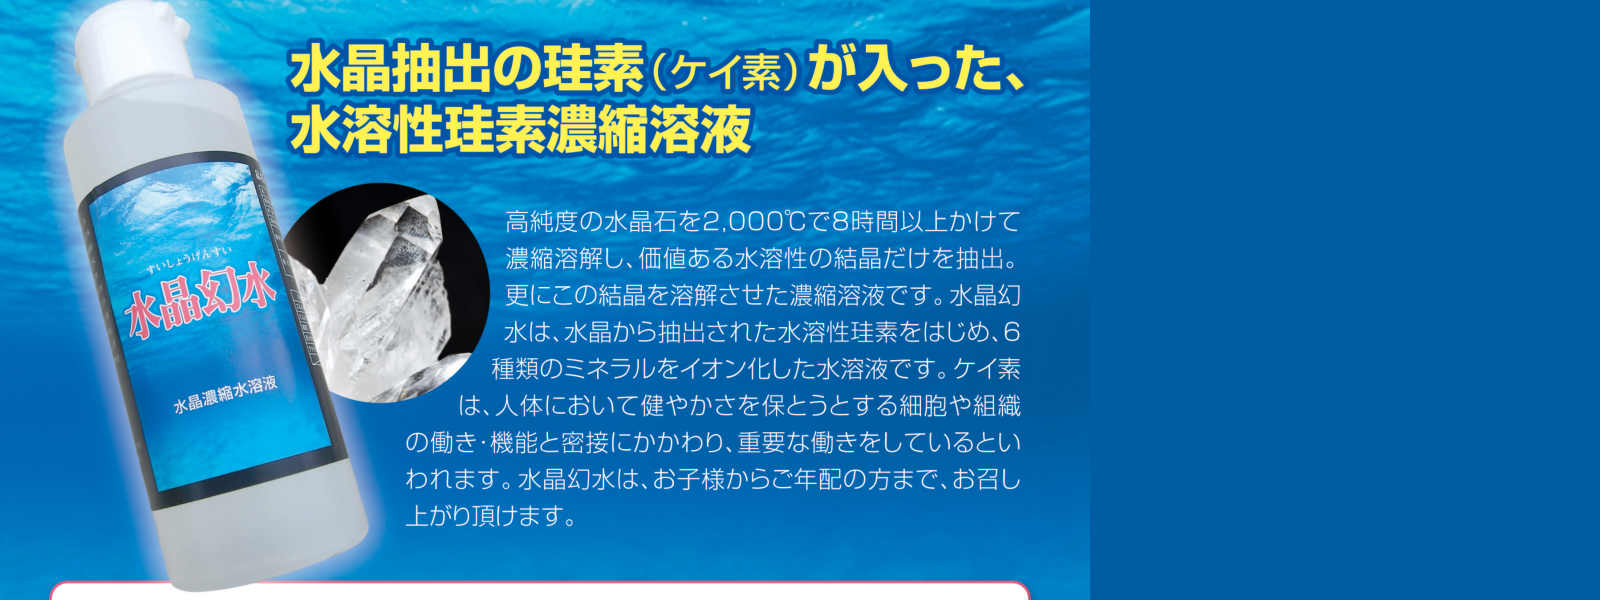 水晶抽出の珪素（ケイ素）が入った、
水溶性珪素濃縮溶液
高純度の水晶石を2,000℃で8時間以上かけて
濃縮溶解し、価値ある水溶性の結晶だけを抽出。
更にこの結晶を溶解させた濃縮溶液です。水晶幻
水は、水晶から抽出された水溶性珪素をはじめ、6
種類のミネラルをイオン化した水溶液です。ケイ素
は、人体において健やかさを保とうとする細胞や組織
の働き・機能と密接にかかわり、重要な働きをしているとい
われます。水晶幻水は、お子様からご年配の方まで、お召し
上がり頂けます。
すいしょうげんすい
水晶幻水
水晶濃縮水溶液